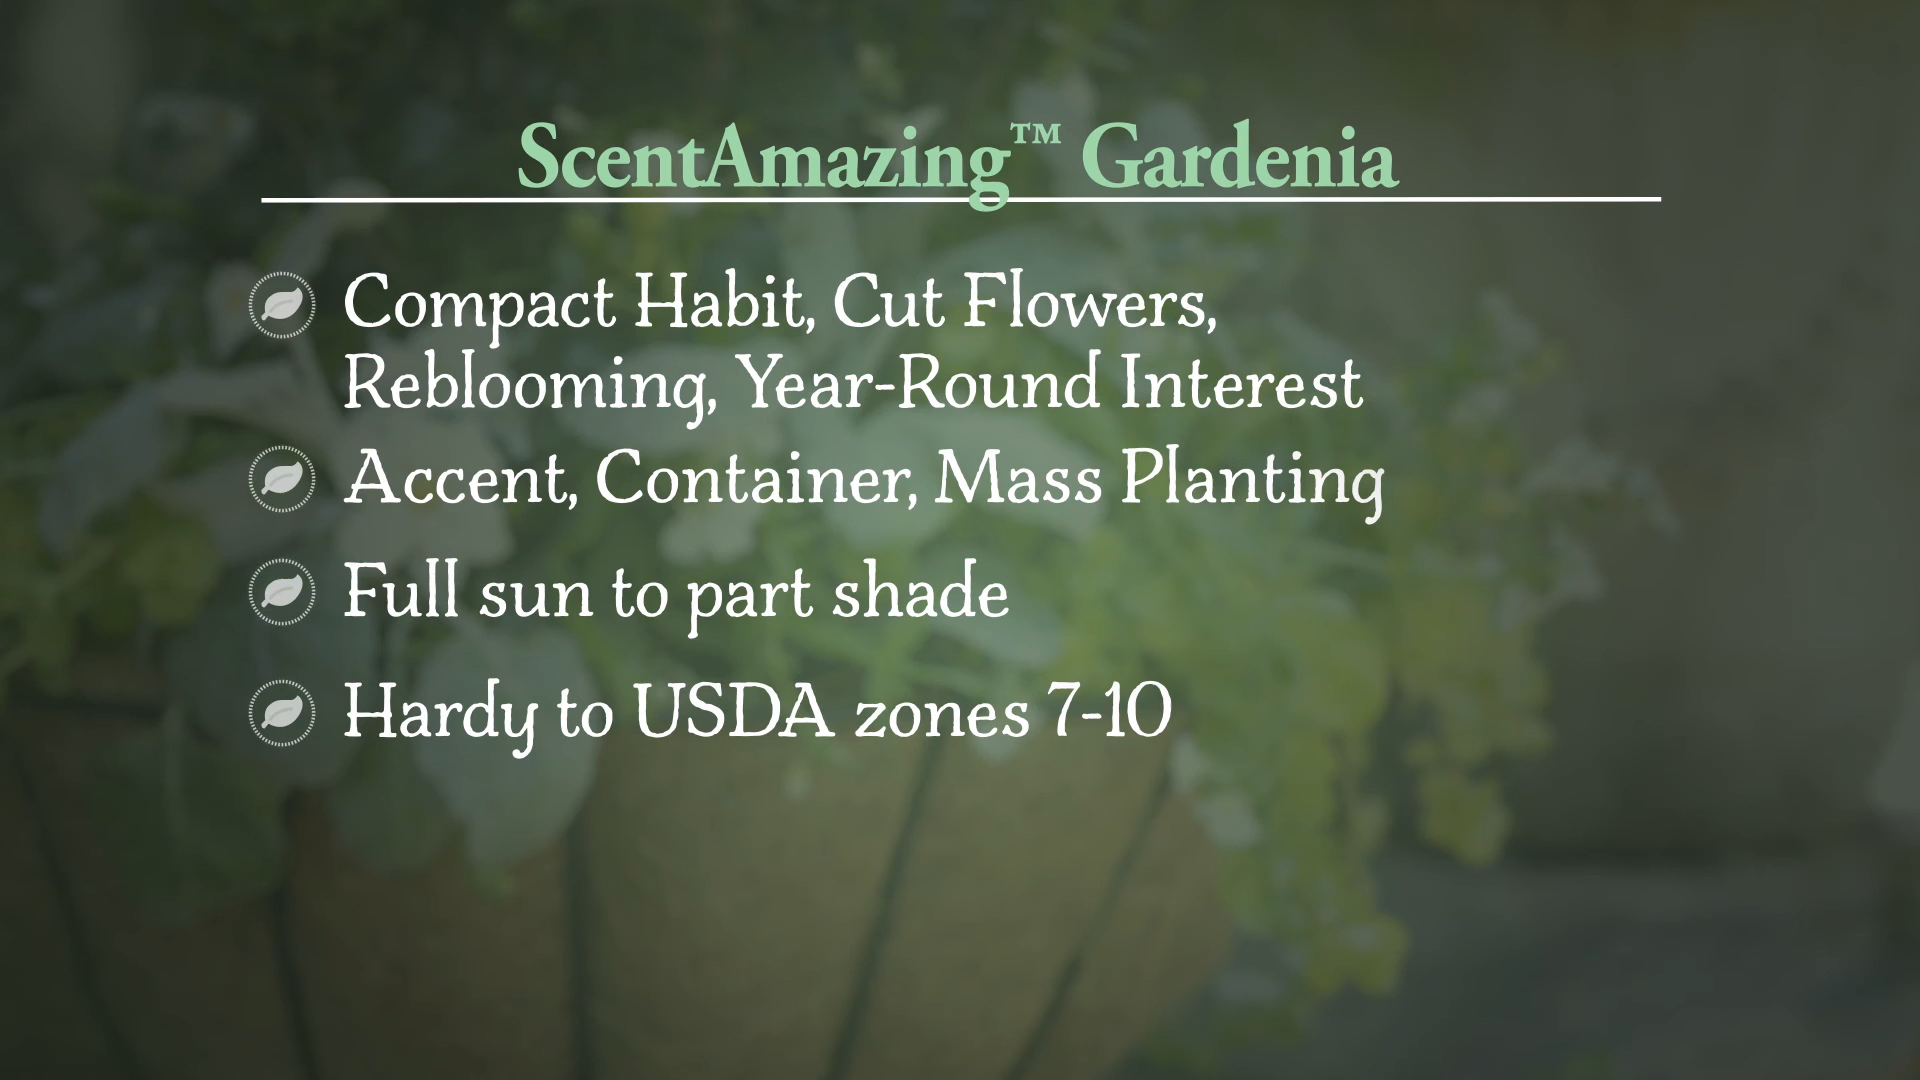 ScentAmazing™ Gardenia
Compact Habit, Cut Flowers,
Reblooming, Year-Round Interest
Accent, Container, Mass Planting
Full sun to part shade
Hardy to USDA zones 7-10